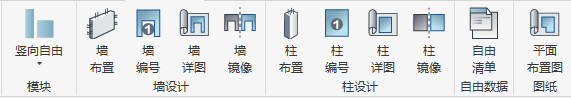 竖向自由
模块
墙
布置
墙
编号
墙
详图
墙
镜像
墙设计
柱
布置
柱
编号
柱
详图
柱
镜像
柱设计
自由
清单
自由数据
平面
布置图
图纸